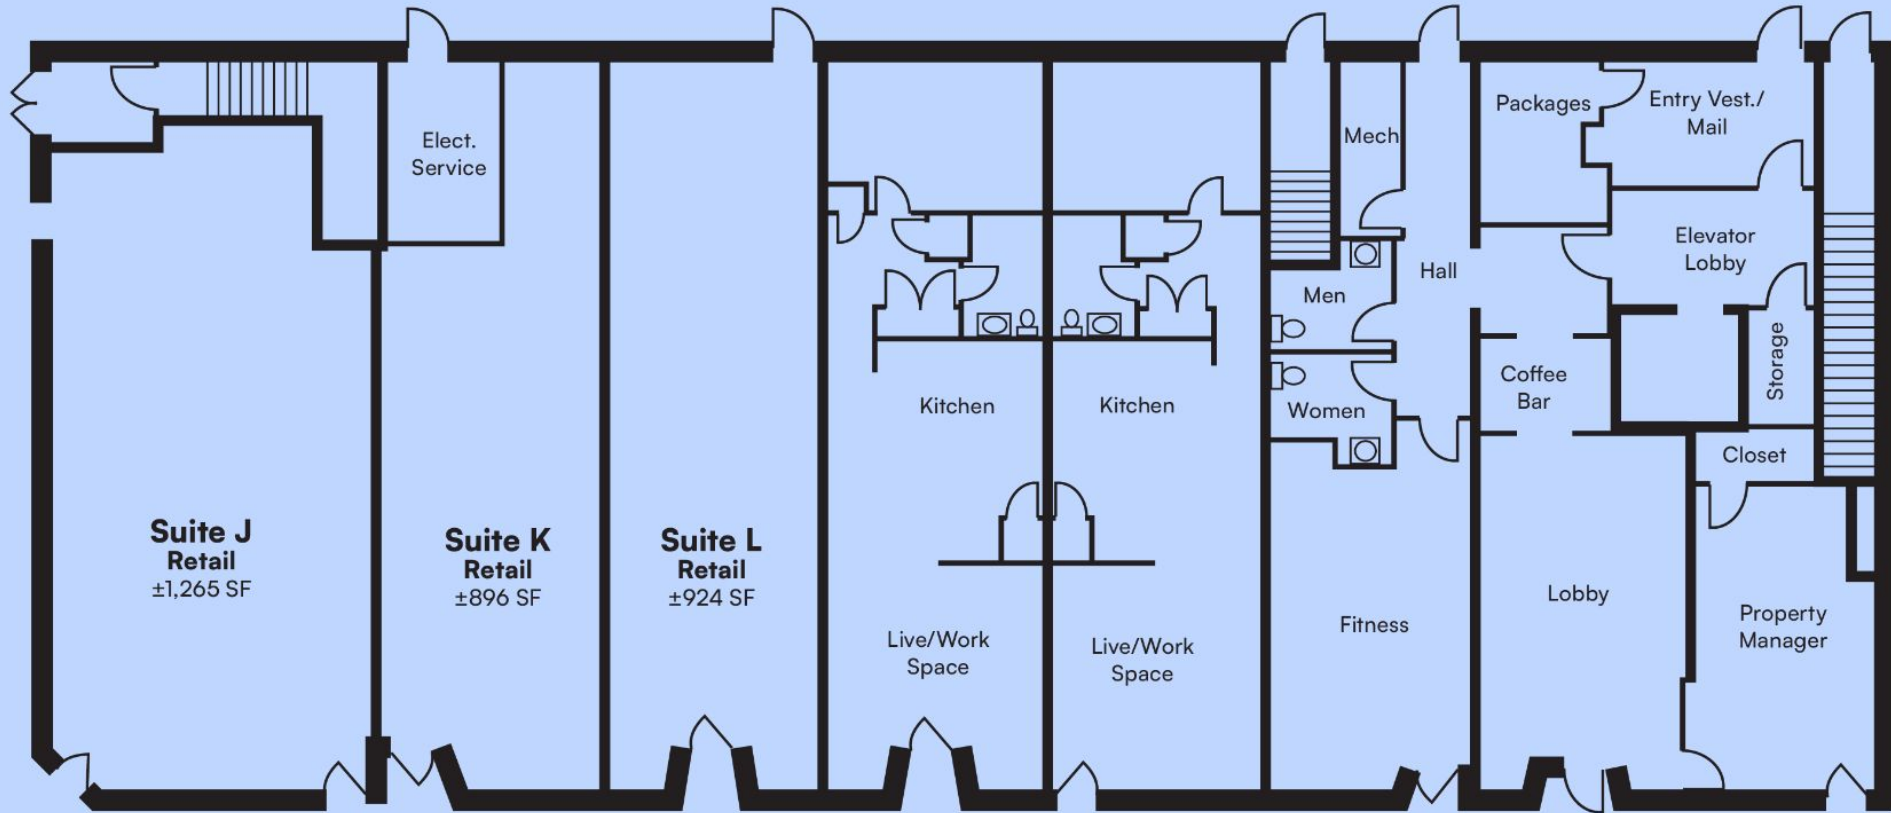 Elect.
Service
Mech
Packages
Entry Vest./
Mail
Elevator
Lobby
Hall
Men
Women
Storage
Coffee
Bar
Kitchen
Kitchen
Closet
Suite J
Retail
±1,265 SF
Suite K
Retail
±896 SF
Suite L
Retail
±924 SF
Live/Work
Space
Live/Work
Space
Fitness
Lobby
Property
Manager